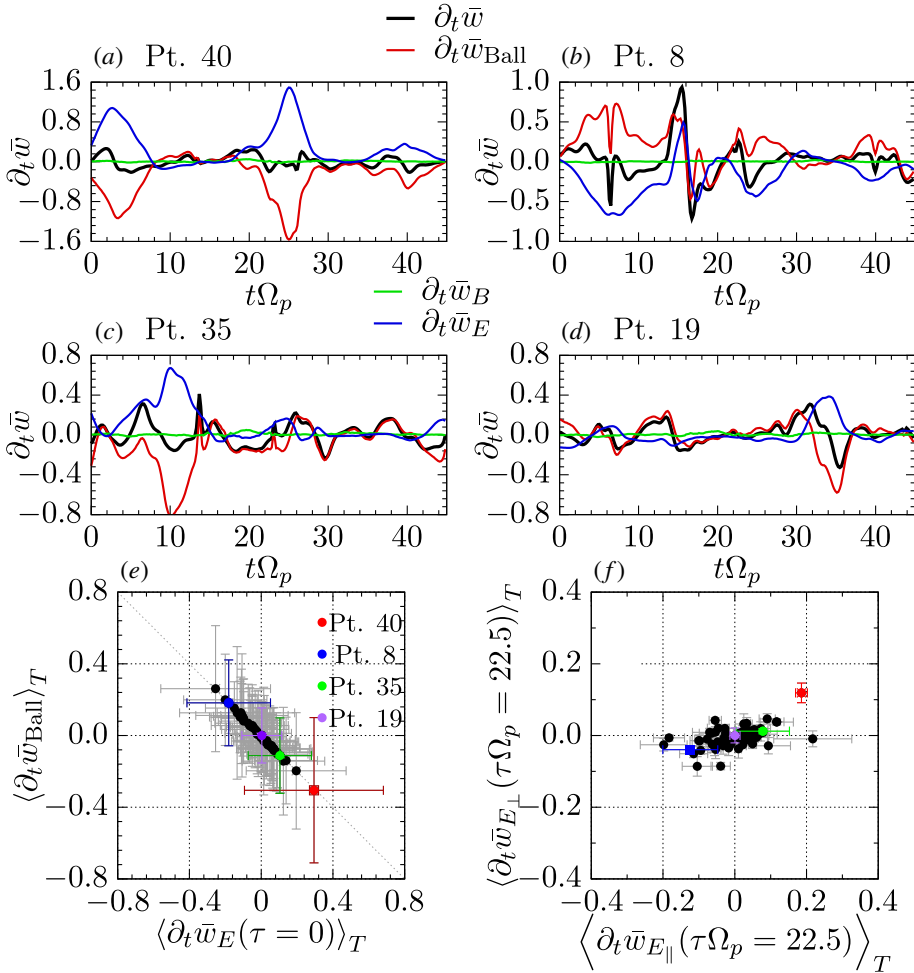 ∂ₜw̄
∂ₜw̄_Ball
(a) Pt. 40
(b) Pt. 8
1.6
0.8
0.0
−0.8
−1.6
∂ₜw̄
0 10 20 30 40
tΩₚ
1.0
0.5
0.0
−0.5
−1.0
∂ₜw̄
0 10 20 30 40
tΩₚ
∂ₜw̄_B
∂ₜw̄_E
(c) Pt. 35
(d) Pt. 19
0.8
0.4
0.0
−0.4
−0.8
∂ₜw̄
0 10 20 30 40
tΩₚ
0.8
0.4
0.0
−0.4
−0.8
∂ₜw̄
0 10 20 30 40
tΩₚ
(e)
(f)
0.8
0.4
0.0
−0.4
−0.8
⟨∂ₜw̄_Ball⟩_T
Pt. 40
Pt. 8
Pt. 35
Pt. 19
−0.8 −0.4 0 0.4 0.8
⟨∂ₜw̄_E(τ = 0)⟩_T
0.4
0.2
0.0
−0.2
−0.4
⟨∂ₜw̄_{E⊥}(τΩₚ = 22.5)⟩_T
−0.4 −0.2 0 0.2 0.4
⟨∂ₜw̄_{E∥}(τΩₚ = 22.5)⟩_T